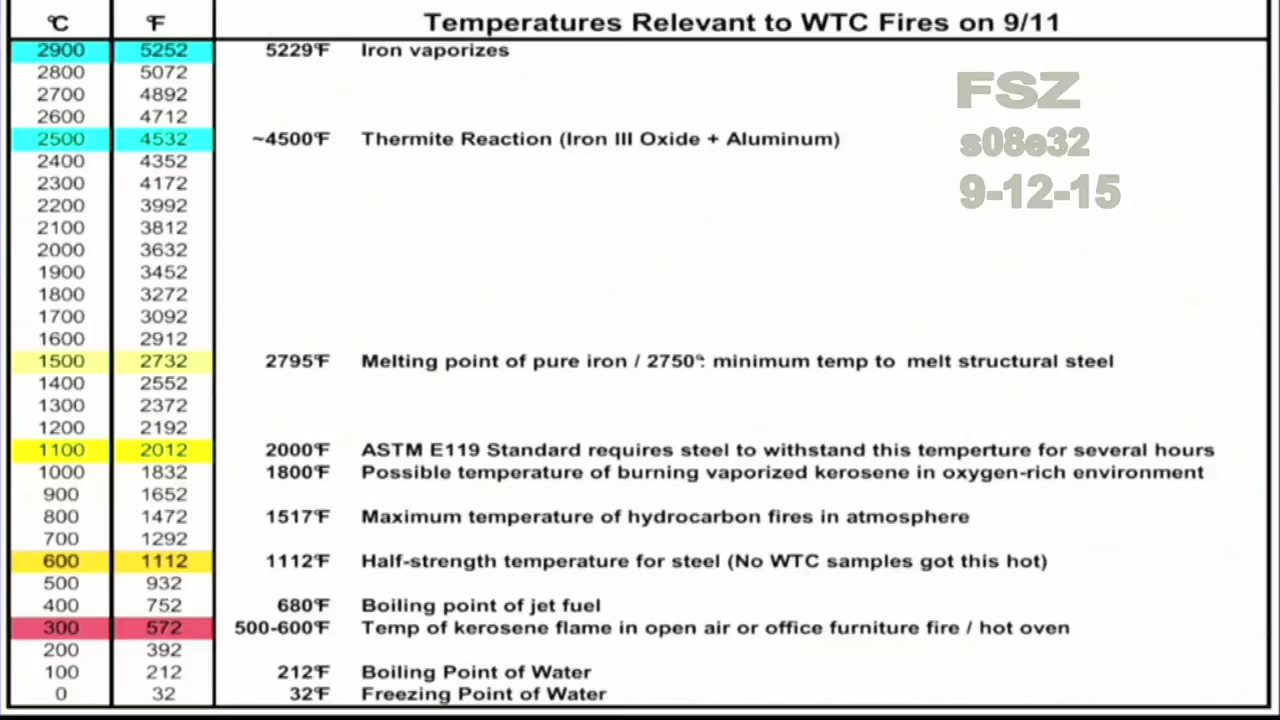 °C °F Temperatures Relevant to WTC Fires on 9/11
2900 5252 5229°F Iron vaporizes
2800 5072
2700 4892
2600 4712
2500 4532 ~4500°F Thermite Reaction (Iron III Oxide + Aluminum)
2400 4352
2300 4172
2200 3992
2100 3812
2000 3632
1900 3452
1800 3272
1700 3092
1600 2912
1500 2732 2795°F Melting point of pure iron / 2750°: minimum temp to melt structural steel
1400 2552
1300 2372
1200 2192
1100 2012 2000°F ASTM E119 Standard requires steel to withstand this temperture for several hours
1000 1832 1800°F Possible temperature of burning vaporized kerosene in oxygen-rich environment
900 1652
800 1472 1517°F Maximum temperature of hydrocarbon fires in atmosphere
700 1292
600 1112 1112°F Half-strength temperature for steel (No WTC samples got this hot)
500 932
400 752 680°F Boiling point of jet fuel
300 572 500-600°F Temp of kerosene flame in open air or office furniture fire / hot oven
200 392
100 212 212°F Boiling Point of Water
0 32 32°F Freezing Point of Water
FSZ
s08e32
9-12-15